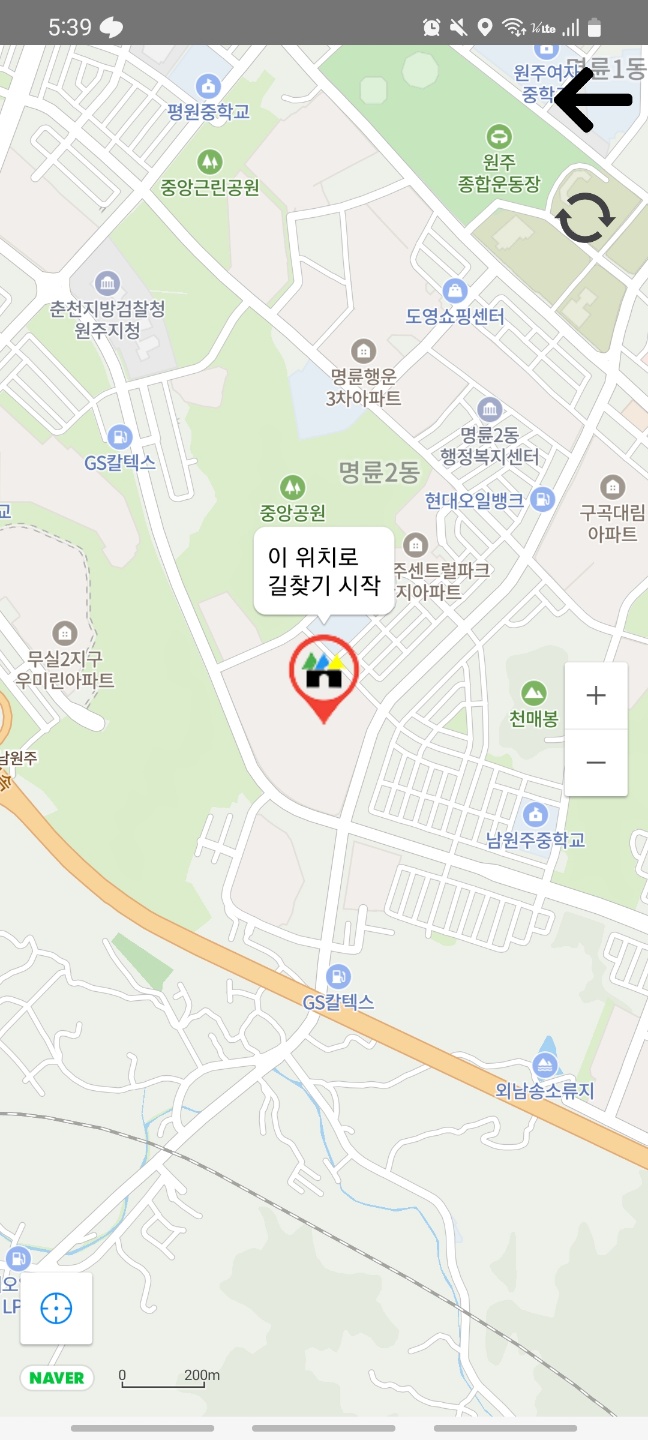 5:39
VoLTE
명륜1동
원주여자
중학교
평원중학교
원주
종합운동장
중앙근린공원
춘천지방검찰청
원주지청
도영쇼핑센터
명륜행운
3차아파트
명륜2동
행정복지센터
GS칼텍스
명륜2동
현대오일뱅크
구곡대림
아파트
중앙공원
교
이 위치로
길찾기 시작
주센트럴파크
지아파트
무실2지구
우미린아파트
천매봉
+
−
남원주
속
남원주중학교
GS칼텍스
외남송소류지
LP
NAVER
0 200m